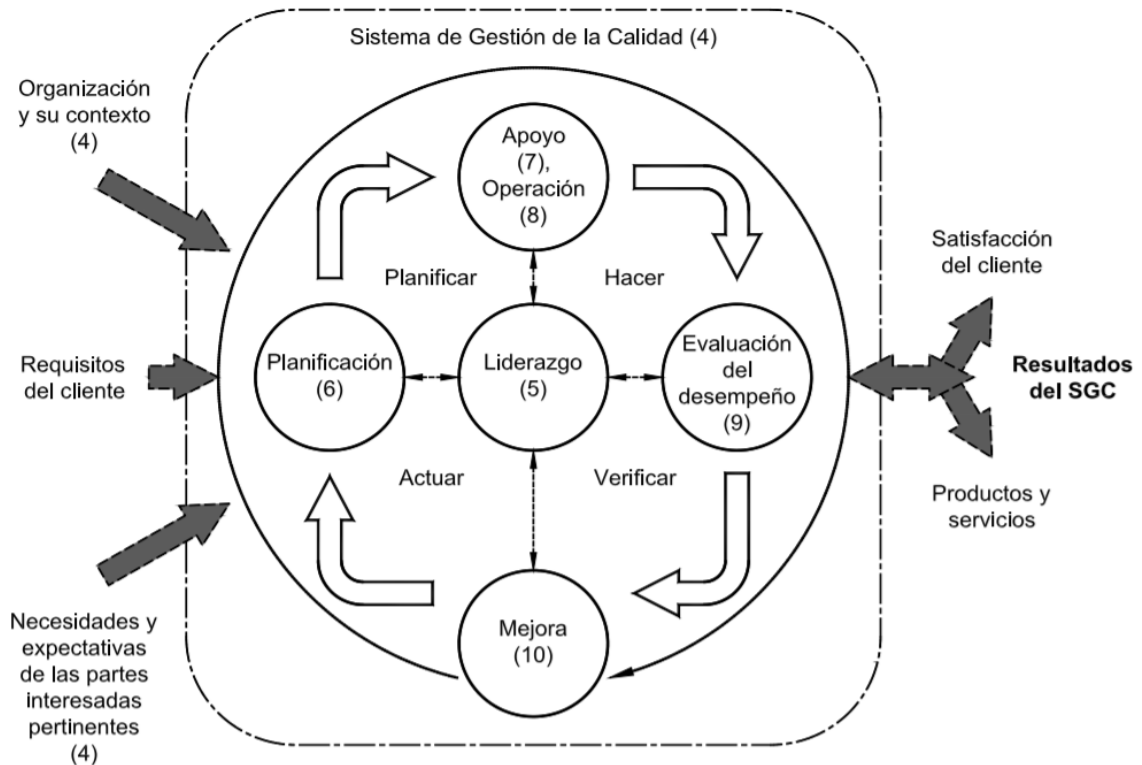 Sistema de Gestión de la Calidad (4)
Organización
y su contexto
(4)
Apoyo
(7),
Operación
(8)
Satisfacción
del cliente
Planificar
Hacer
Requisitos
del cliente
Planificación
(6)
Liderazgo
(5)
Evaluación
del
desempeño
(9)
Resultados
del SGC
Actuar
Verificar
Productos y
servicios
Necesidades y
expectativas
de las partes
interesadas
pertinentes
(4)
Mejora
(10)